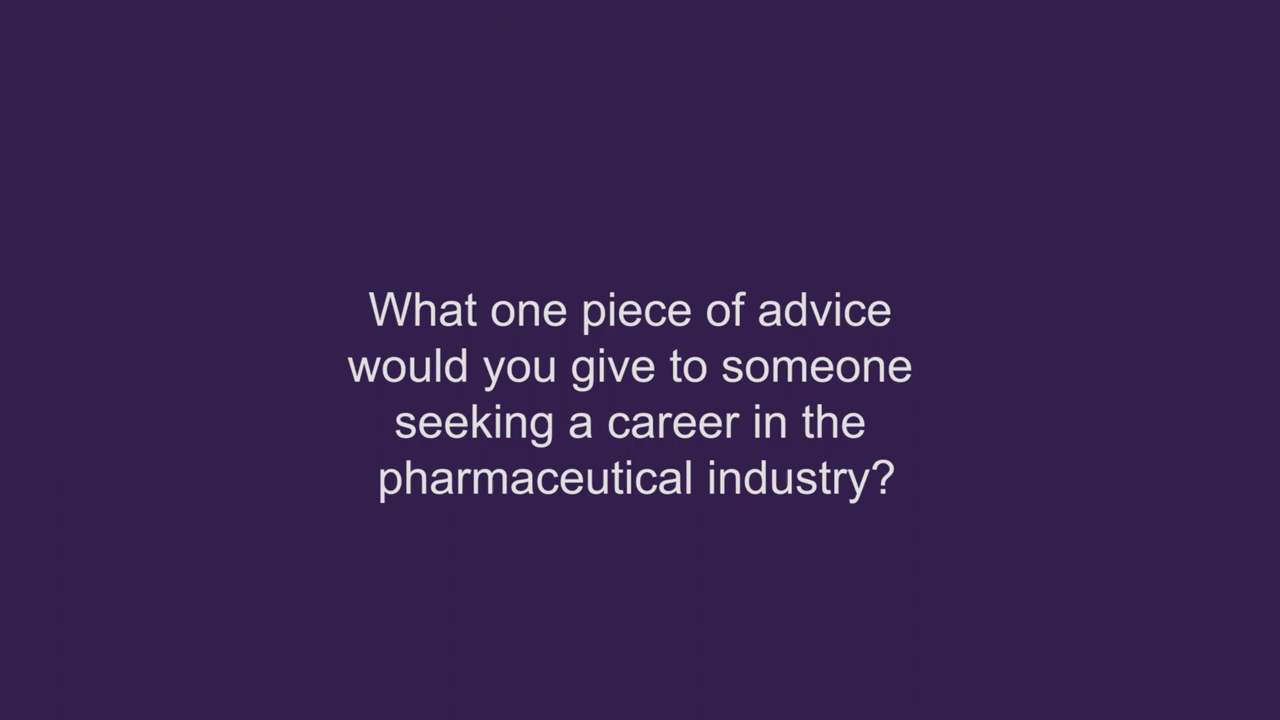 What one piece of advice
would you give to someone
seeking a career in the
pharmaceutical industry?